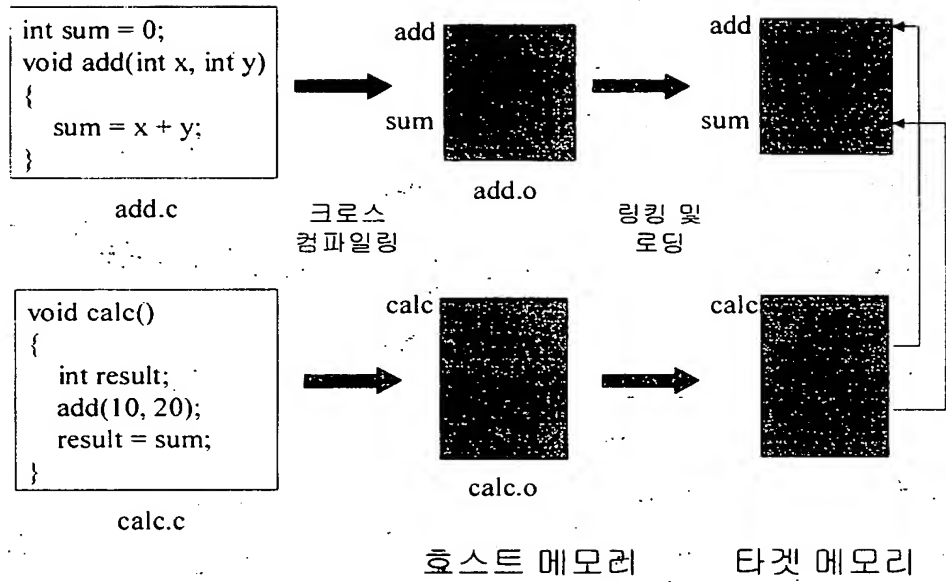 int sum = 0;
void add(int x, int y)
{
sum = x + y;
}
add.c
크로스
컴파일링
add
sum
add.o
링킹 및
로딩
add
sum
void calc()
{
int result;
add(10, 20);
result = sum;
}
calc.c
calc
calc.o
calc
호스트 메모리
타겟 메모리